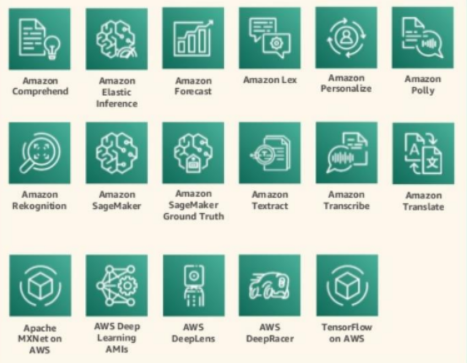 Amazon
Comprehend
Amazon
Elastic
Inference
Amazon
Forecast
Amazon Lex
Amazon
Personalize
Amazon
Polly
Amazon
Rekognition
Amazon
SageMaker
Amazon
SageMaker
Ground Truth
Amazon
Textract
Amazon
Transcribe
Amazon
Translate
Apache
MXNet on
AWS
AWS Deep
Learning
AMIs
AWS
DeepLens
AWS
DeepRacer
TensorFlow
on AWS